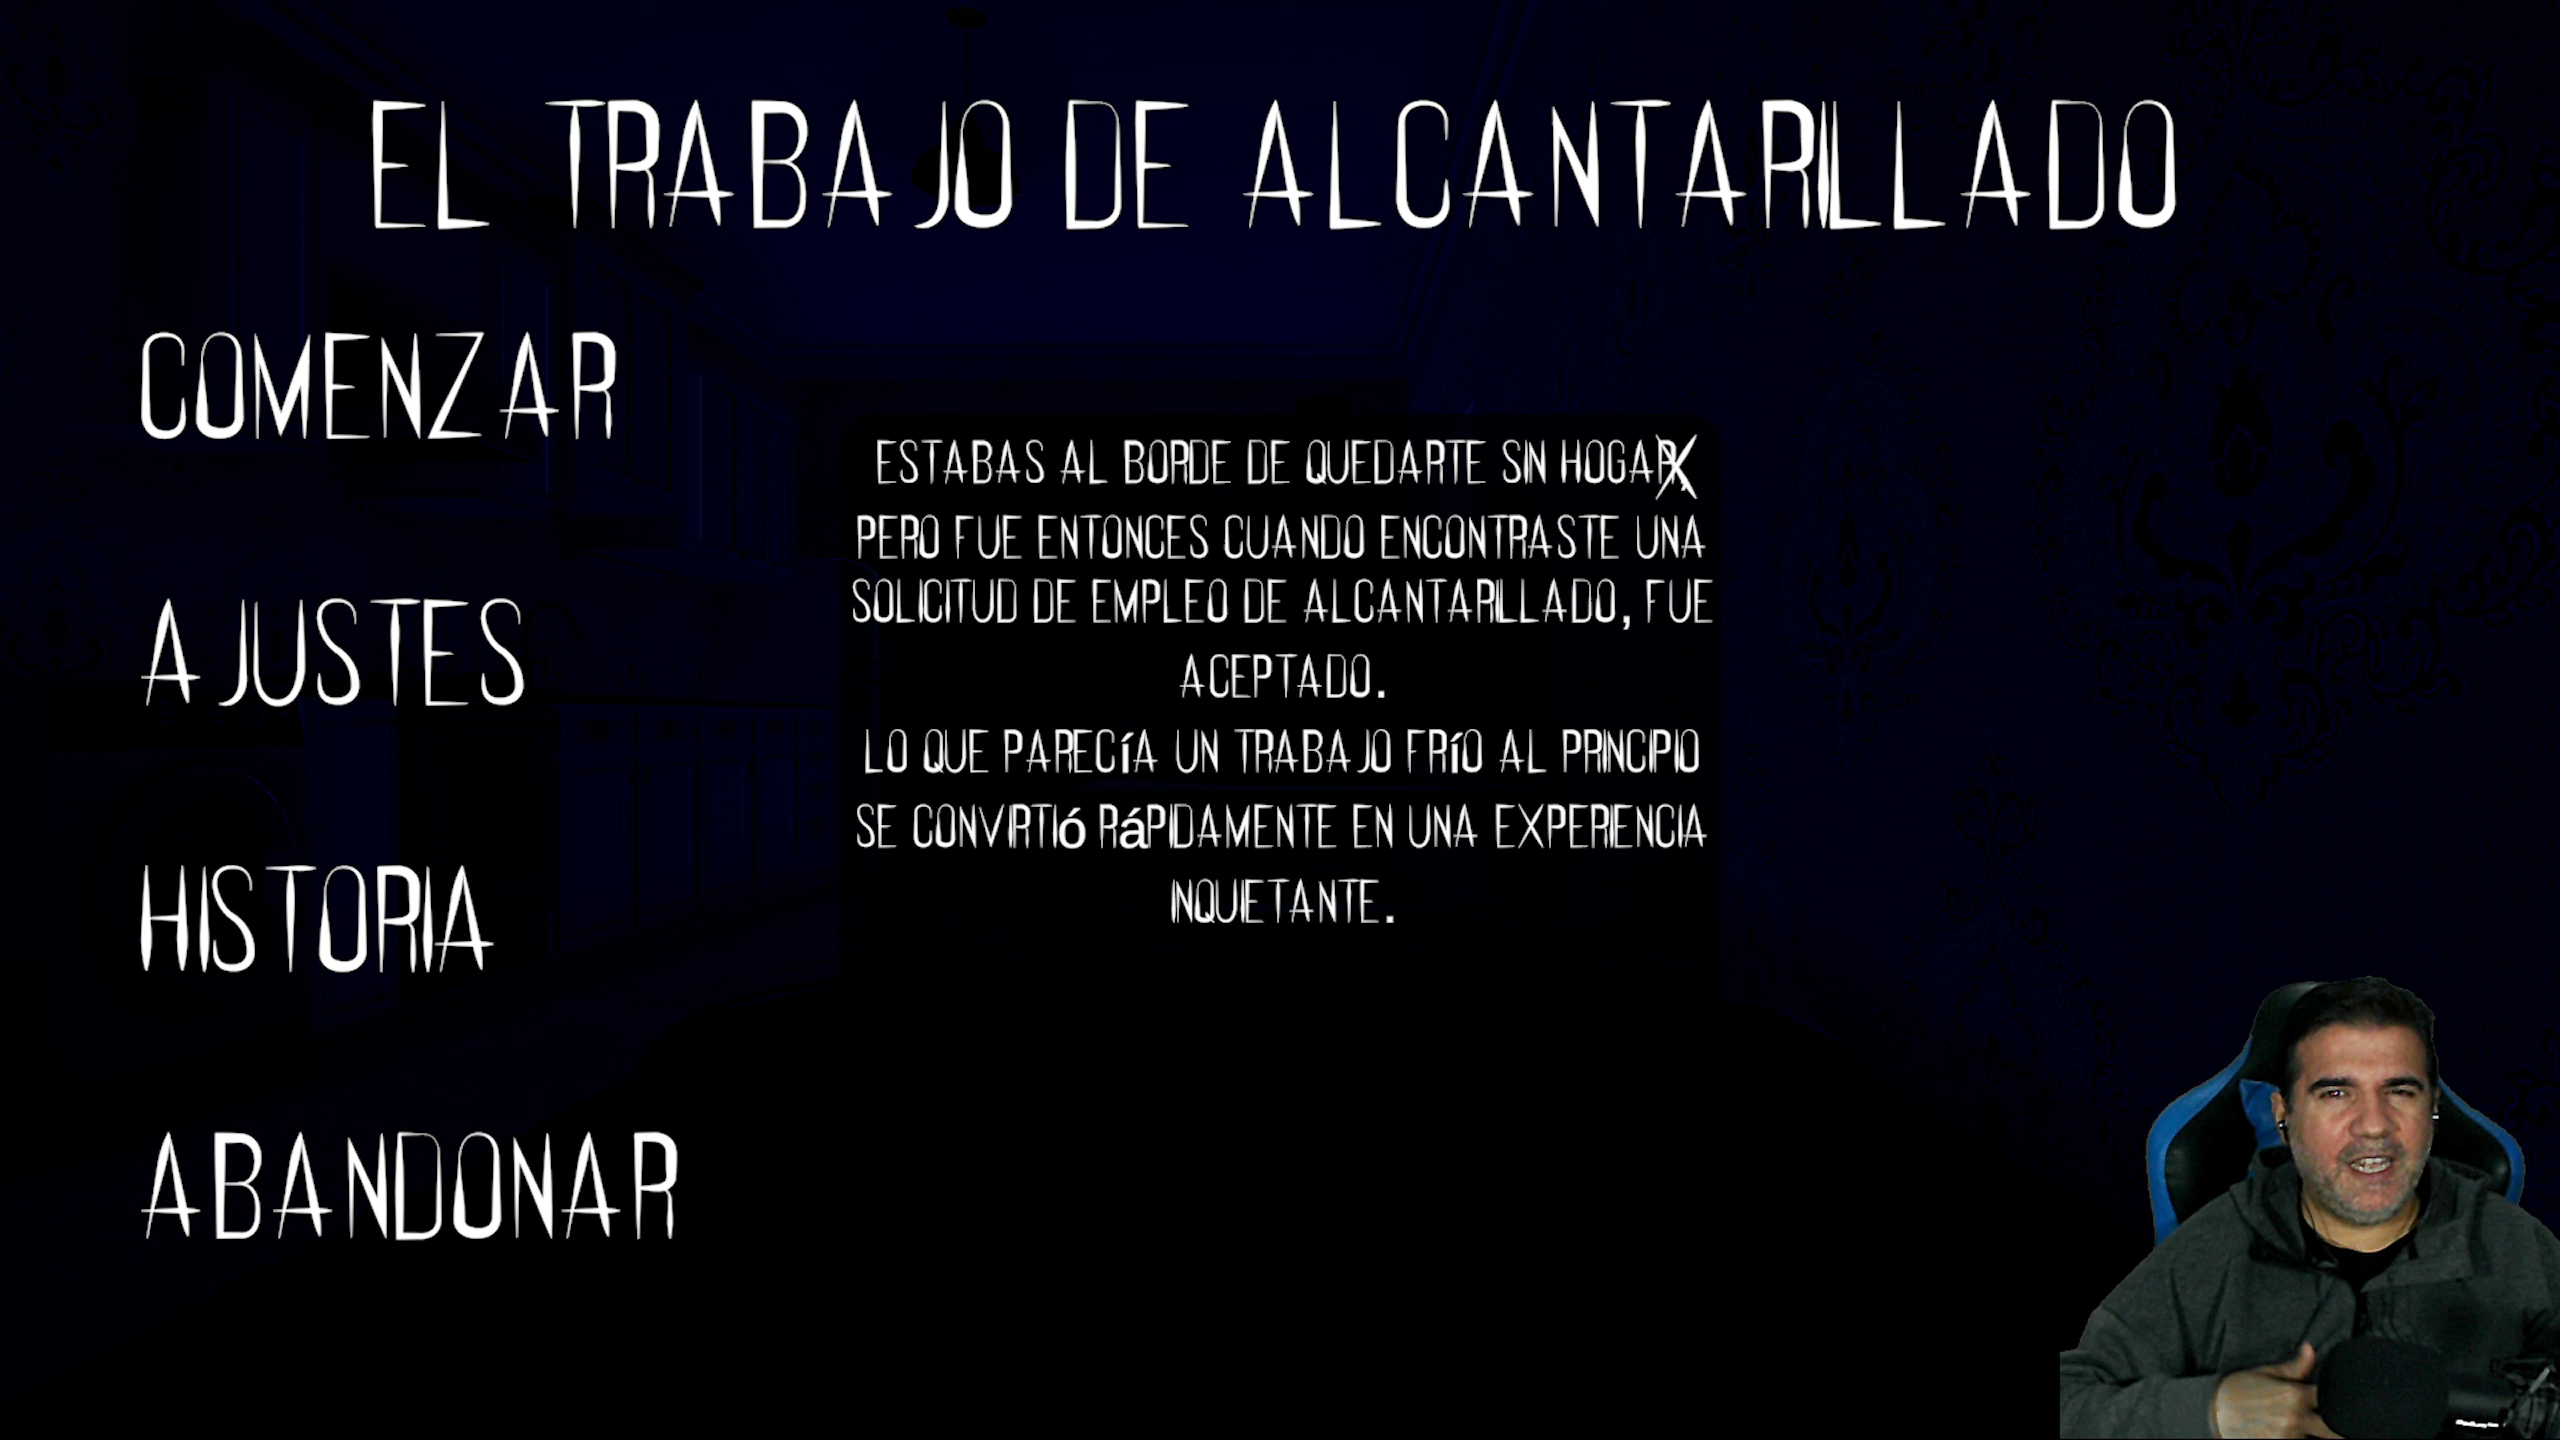 EL TRABAJO DE ALCANTARILLADO
COMENZAR
AJUSTES
HISTORIA
ABANDONAR
ESTABAS AL BORDE DE QUEDARTE SIN HOGAR,
PERO FUE ENTONCES CUANDO ENCONTRASTE UNA
SOLICITUD DE EMPLEO DE ALCANTARILLADO, FUE
ACEPTADO.
LO QUE PARECÍA UN TRABAJO FRÍO AL PRINCIPIO
SE CONVIRTIÓ RÁPIDAMENTE EN UNA EXPERIENCIA
INQUIETANTE.